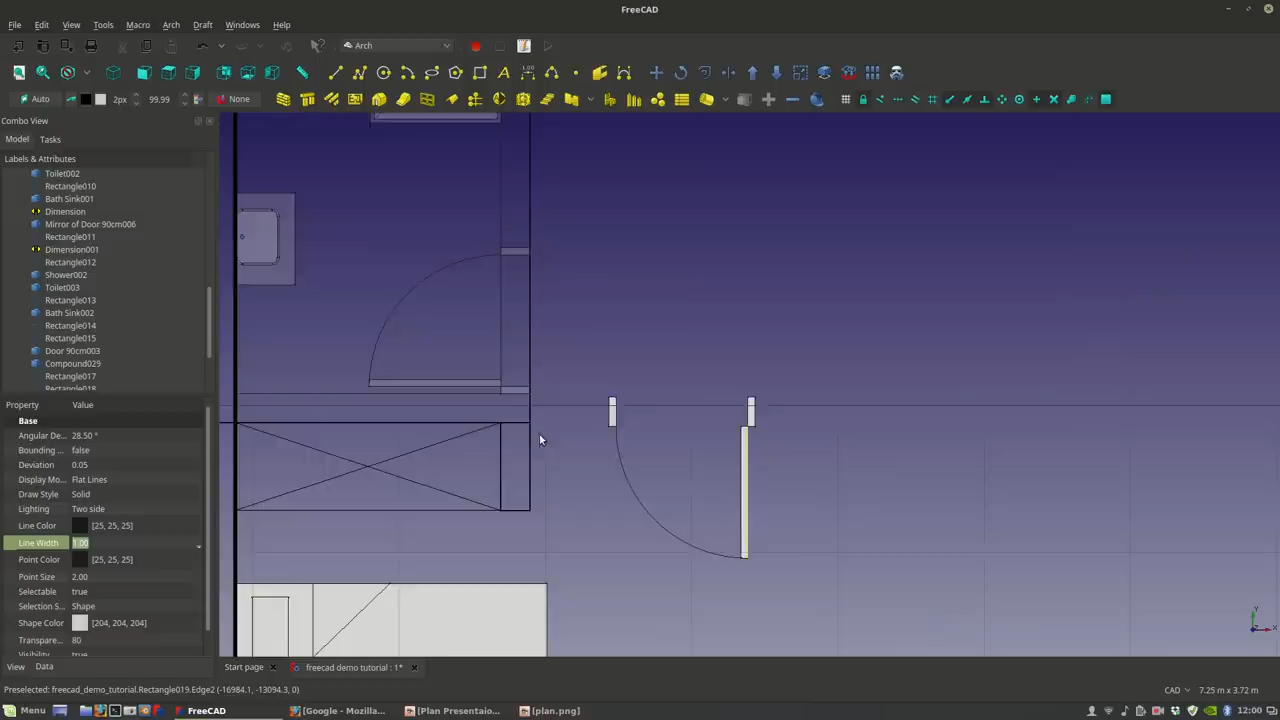 FreeCAD
File Edit View Tools Macro Arch Draft Windows Help
Arch
Auto 2px 99.99 None
Combo View
Model Tasks
Labels & Attributes
Toilet002
Rectangle010
Bath Sink001
Dimension
Mirror of Door 90cm006
Rectangle011
Dimension001
Rectangle012
Shower002
Toilet003
Rectangle013
Bath Sink002
Rectangle014
Rectangle015
Door 90cm003
Compound029
Rectangle017
Rectangle018
Property Value
Base
Angular De... 28.50 °
Bounding ... false
Deviation 0.05
Display Mo... Flat Lines
Draw Style Solid
Lighting Two side
Line Color [25, 25, 25]
Line Width 1.00
Point Color [25, 25, 25]
Point Size 2.00
Selectable true
Selection S... Shape
Shape Color [204, 204, 204]
Transpare... 80
Visibility true
View Data
Start page freecad demo tutorial : 1*
Preselected: freecad_demo_tutorial.Rectangle019.Edge2 (-16984.1, -13094.3, 0)
CAD 7.25 m x 3.72 m
Menu FreeCAD [Google - Mozilla... [Plan Presentaio... [plan.png] 12:00